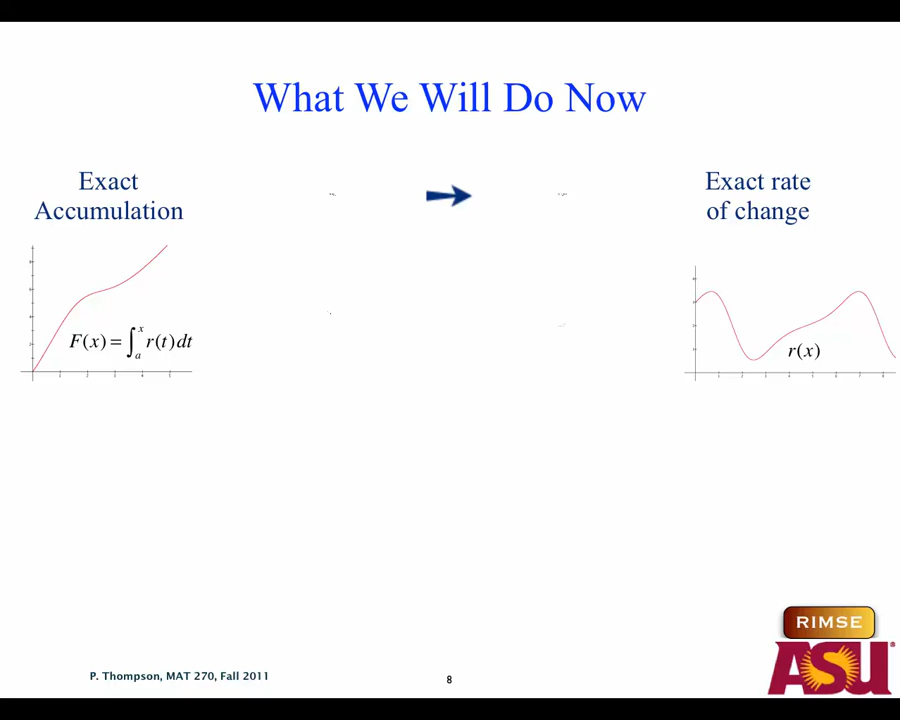 What We Will Do Now
Exact
Accumulation
Exact rate
of change
F(x) = ∫ₐˣ r(t)dt
r(x)
RIMSE
ASU
P. Thompson, MAT 270, Fall 2011
8